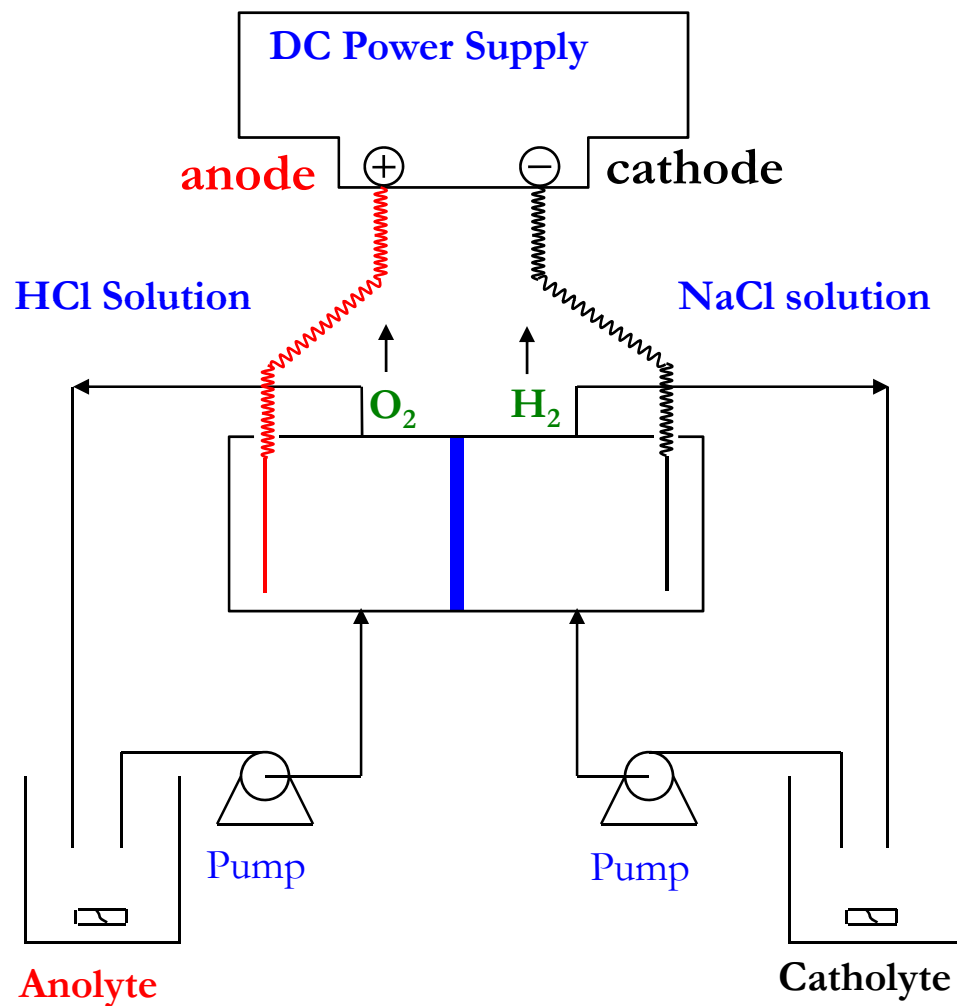 DC Power Supply
+
−
anode
cathode
HCl Solution
NaCl solution
O₂
H₂
Pump
Pump
Anolyte
Catholyte